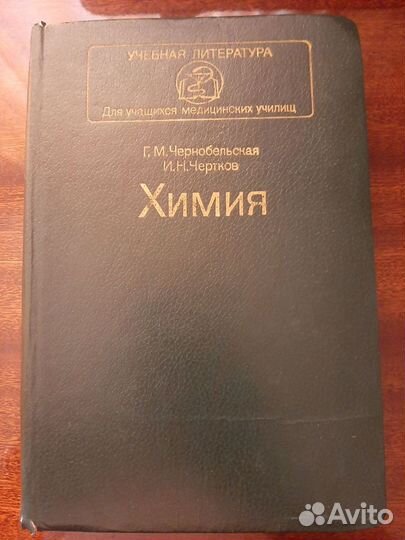 УЧЕБНАЯ ЛИТЕРАТУРА
Для учащихся медицинских училищ
Г.М.Чернобельская
И.Н.Чертков
Химия
Avito